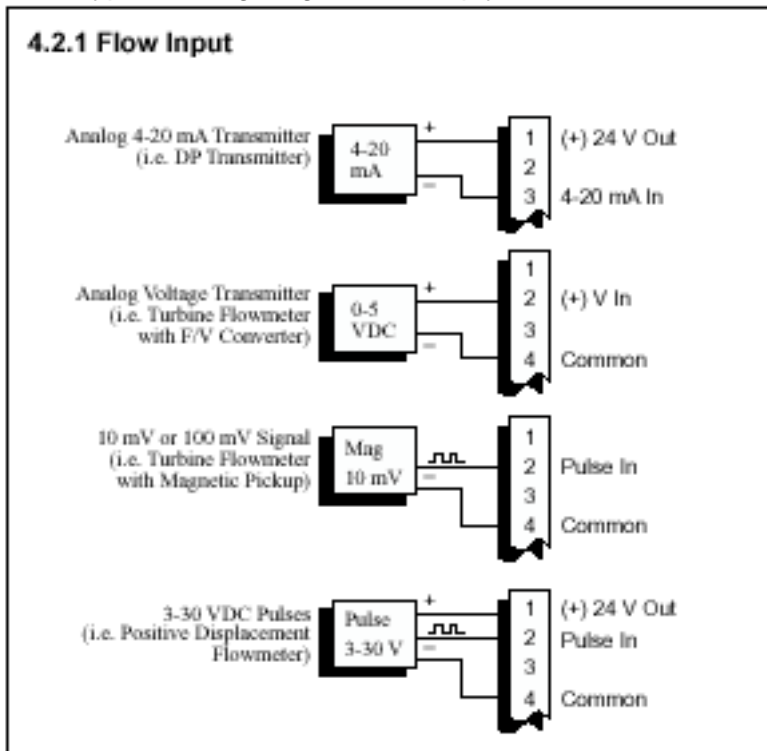 4.2.1 Flow Input
Analog 4-20 mA Transmitter
(i.e. DP Transmitter)
4-20
mA
+
−
1
2
3
(+) 24 V Out
4-20 mA In
Analog Voltage Transmitter
(i.e. Turbine Flowmeter
with F/V Converter)
0-5
VDC
+
−
1
2
3
4
(+) V In
Common
10 mV or 100 mV Signal
(i.e. Turbine Flowmeter
with Magnetic Pickup)
Mag
10 mV
−
1
2
3
4
Pulse In
Common
3-30 VDC Pulses
(i.e. Positive Displacement
Flowmeter)
Pulse
3-30 V
+
−
1
2
3
4
(+) 24 V Out
Pulse In
Common